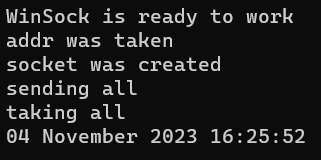 WinSock is ready to work
addr was taken
socket was created
sending all
taking all
04 November 2023 16:25:52